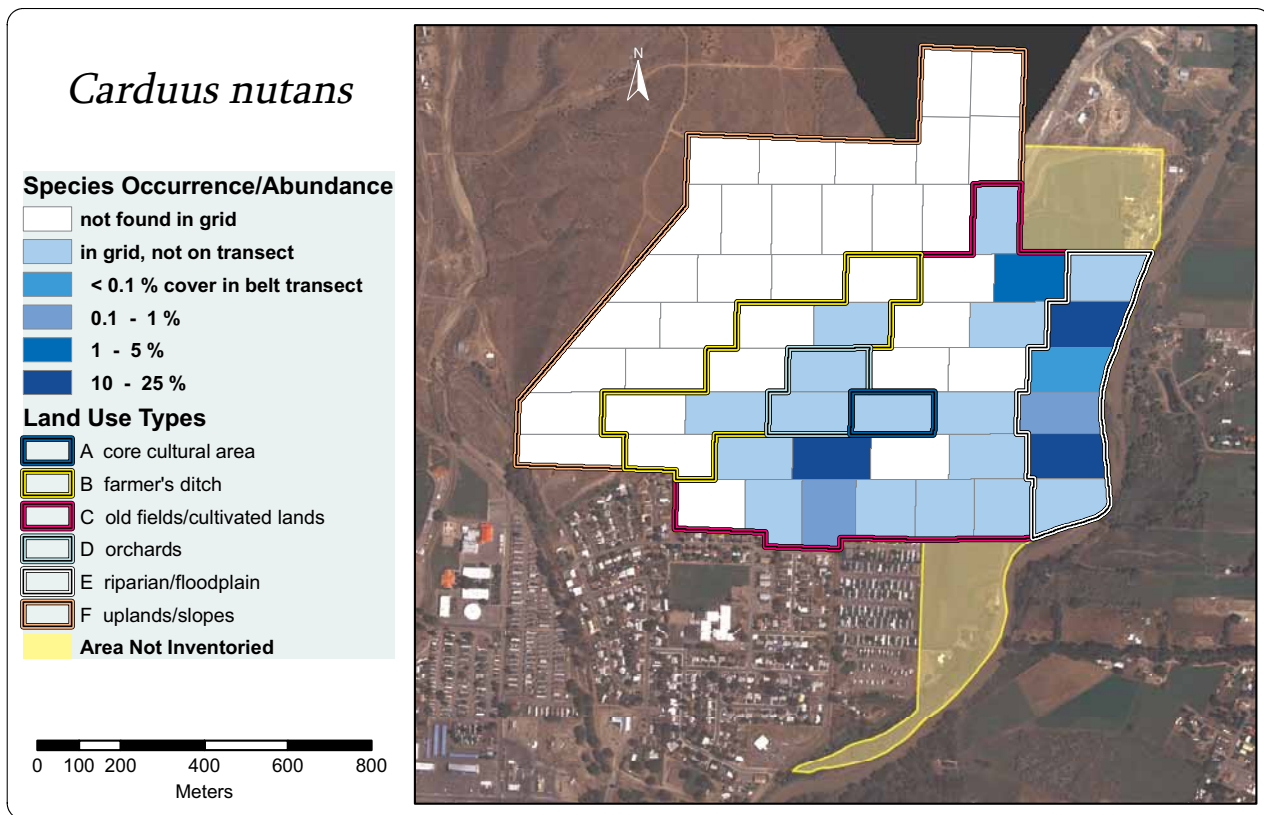 Carduus nutans
Species Occurrence/Abundance
not found in grid
in grid, not on transect
< 0.1 % cover in belt transect
0.1 - 1 %
1 - 5 %
10 - 25 %
Land Use Types
A core cultural area
B farmer's ditch
C old fields/cultivated lands
D orchards
E riparian/floodplain
F uplands/slopes
Area Not Inventoried
0 100 200 400 600 800
Meters
N